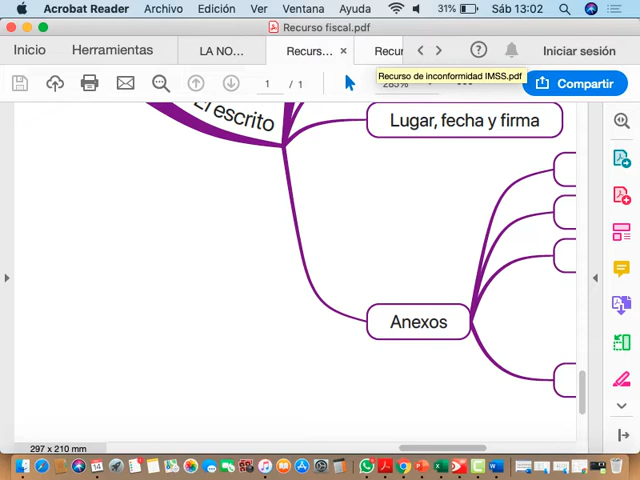 Acrobat Reader Archivo Edición Ver Ventana Ayuda 31% Sáb 13:02
Recurso fiscal.pdf
Inicio Herramientas LA NO... Recurs... × Recur ? Iniciar sesión
Recurso de inconformidad IMSS.pdf
1 / 1 Compartir
El escrito
Lugar, fecha y firma
Anexos
297 x 210 mm
14